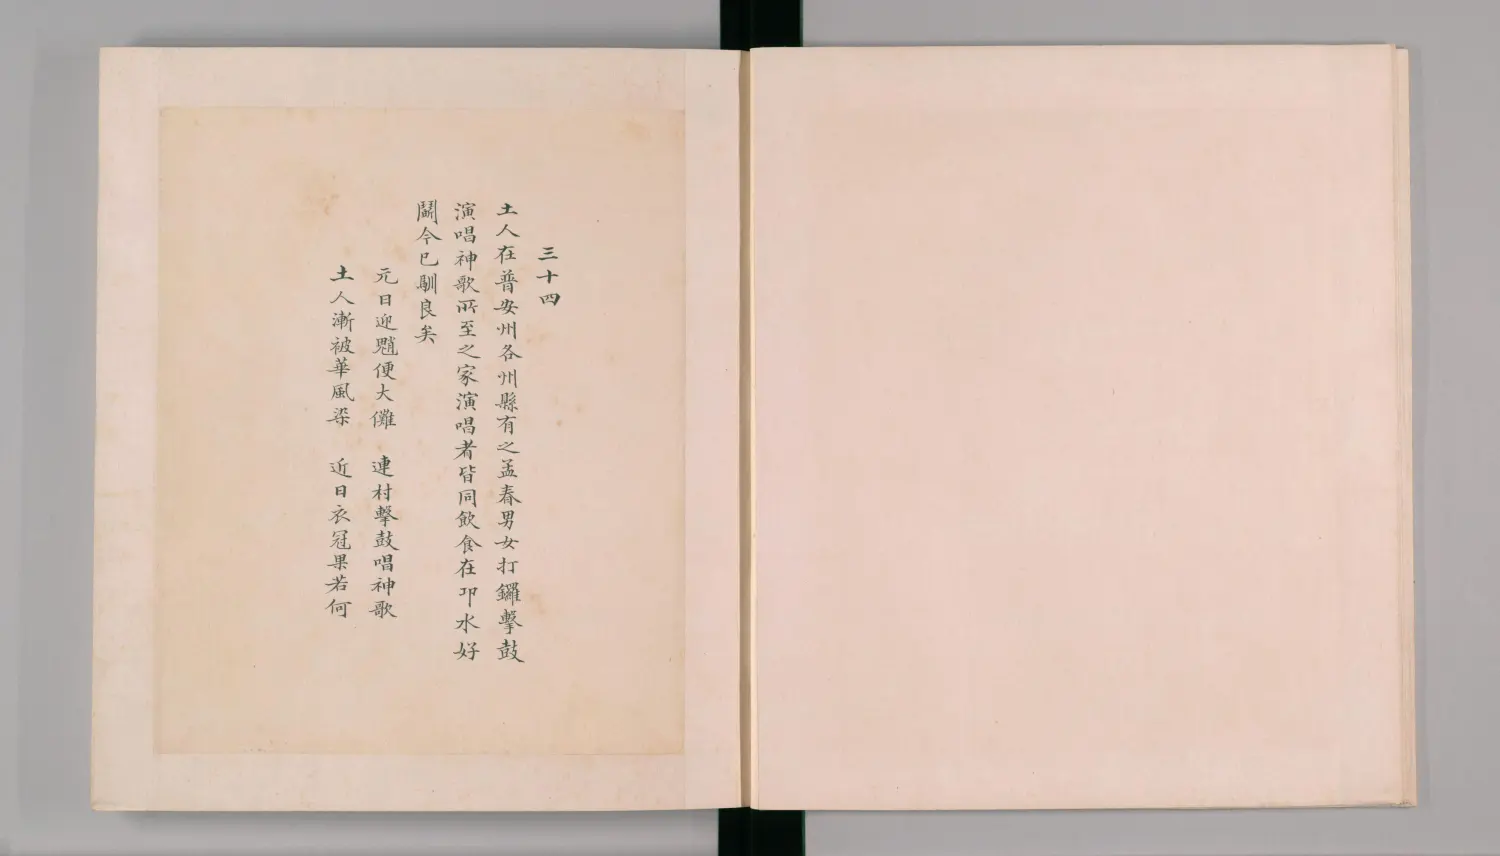 三十四
土人在普安州各州縣有之孟春男女打鑼擊鼓
演唱神歌所至之家演唱者皆同飲食在卭水好
鬭今已馴良矣
元日迎魈便大儺　連村擊鼓唱神歌
土人漸被華風染　近日衣冠果若何